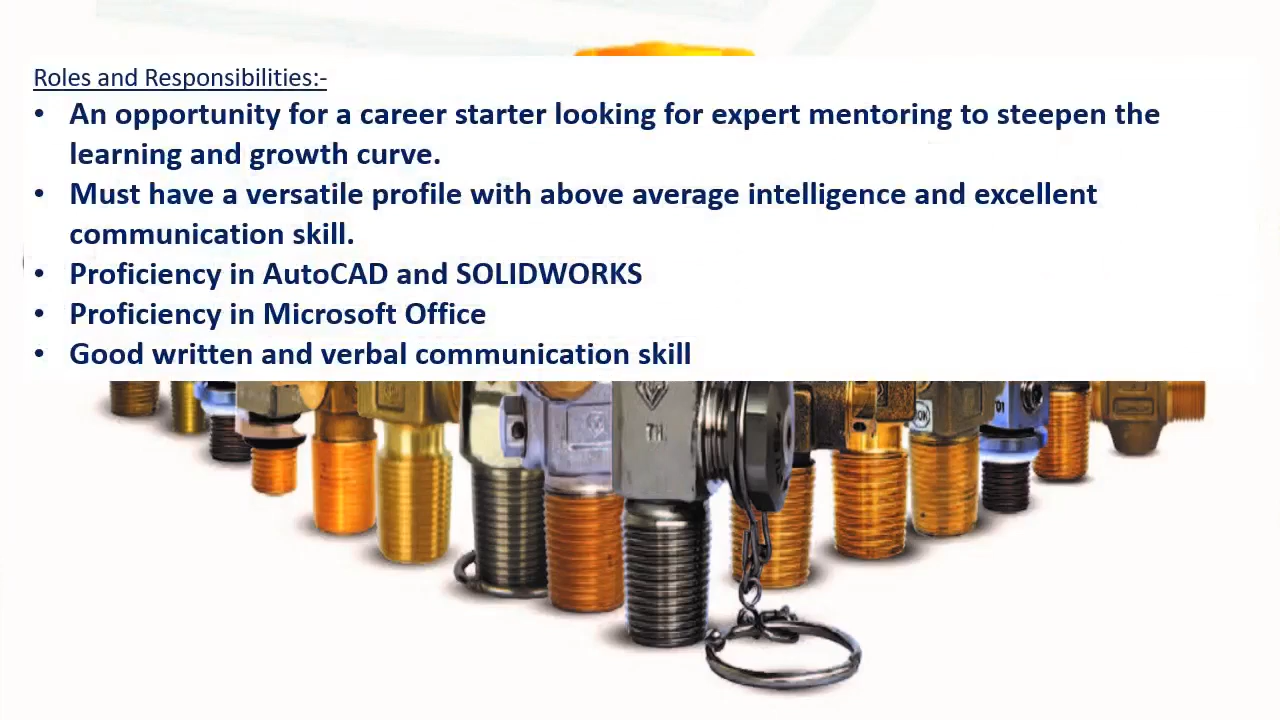 Roles and Responsibilities:-
• An opportunity for a career starter looking for expert mentoring to steepen the
learning and growth curve.
• Must have a versatile profile with above average intelligence and excellent
communication skill.
• Proficiency in AutoCAD and SOLIDWORKS
• Proficiency in Microsoft Office
• Good written and verbal communication skill